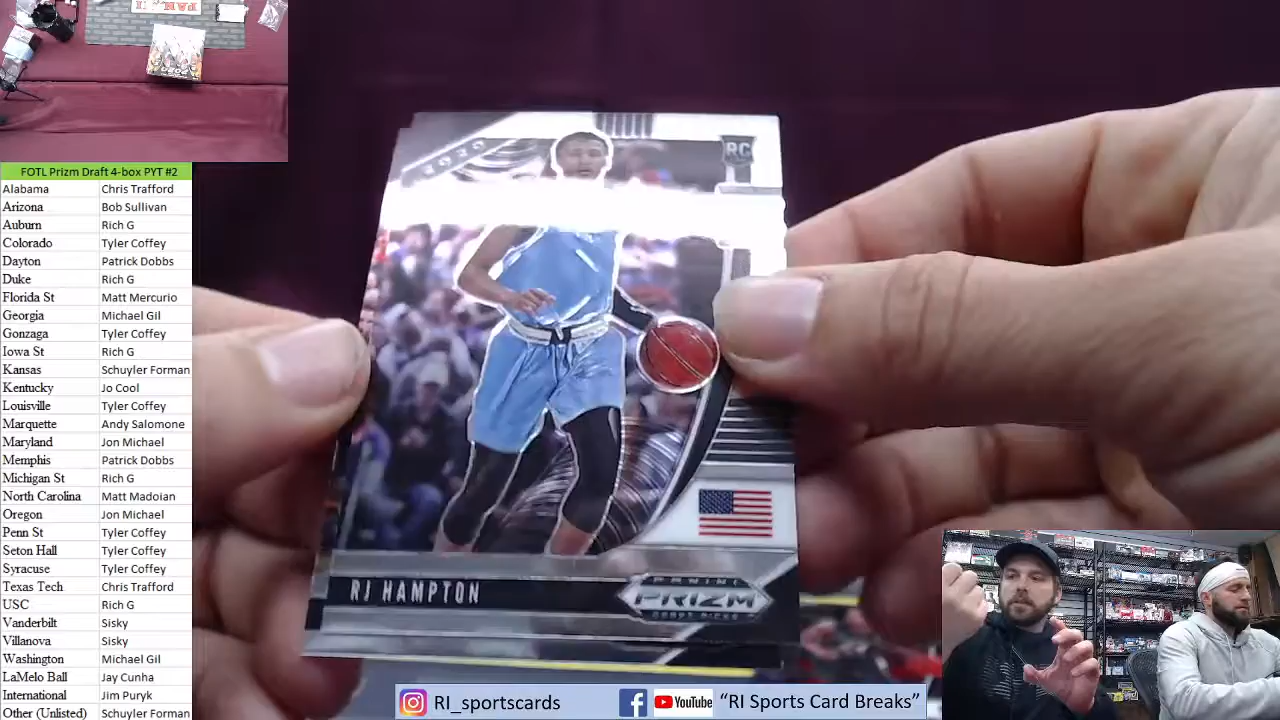 FOTL Prizm Draft 4-box PYT #2
Alabama Chris Trafford
Arizona Bob Sullivan
Auburn Rich G
Colorado Tyler Coffey
Dayton Patrick Dobbs
Duke Rich G
Florida St Matt Mercurio
Georgia Michael Gil
Gonzaga Tyler Coffey
Iowa St Rich G
Kansas Schuyler Forman
Kentucky Jo Cool
Louisville Tyler Coffey
Marquette Andy Salomone
Maryland Jon Michael
Memphis Patrick Dobbs
Michigan St Rich G
North Carolina Matt Madoian
Oregon Jon Michael
Penn St Tyler Coffey
Seton Hall Tyler Coffey
Syracuse Tyler Coffey
Texas Tech Chris Trafford
USC Rich G
Vanderbilt Sisky
Villanova Sisky
Washington Michael Gil
LaMelo Ball Jay Cunha
International Jim Puryk
Other (Unlisted) Schuyler Forman
2020
RC
RJ HAMPTON
PANINI
PRIZM
DRAFT PICKS
RI_sportscards
YouTube
“RI Sports Card Breaks”